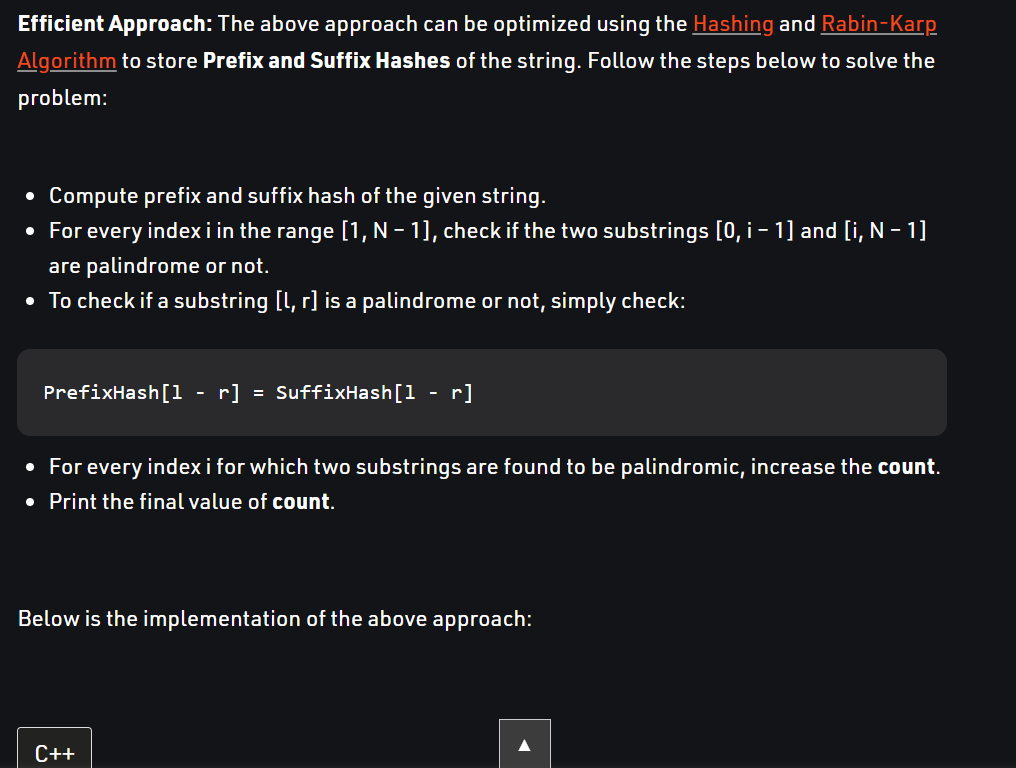 Efficient Approach: The above approach can be optimized using the Hashing and Rabin-Karp
Algorithm to store Prefix and Suffix Hashes of the string. Follow the steps below to solve the
problem:
• Compute prefix and suffix hash of the given string.
• For every index i in the range [1, N – 1], check if the two substrings [0, i – 1] and [i, N – 1]
are palindrome or not.
• To check if a substring [l, r] is a palindrome or not, simply check:
PrefixHash[l - r] = SuffixHash[l - r]
• For every index i for which two substrings are found to be palindromic, increase the count.
• Print the final value of count.
Below is the implementation of the above approach:
C++
▲